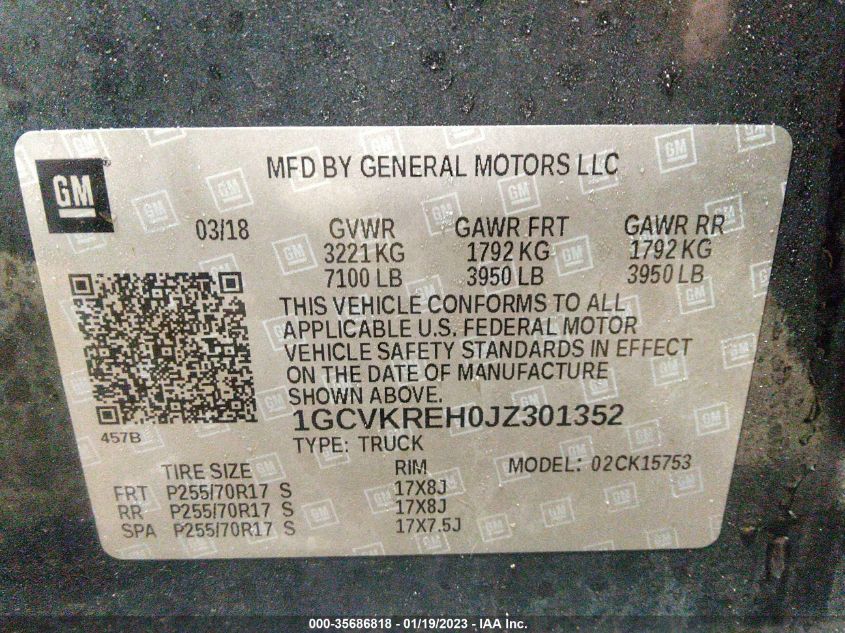 MFD BY GENERAL MOTORS LLC
GM
03/18 GVWR GAWR FRT GAWR RR
3221 KG 1792 KG 1792 KG
7100 LB 3950 LB 3950 LB
THIS VEHICLE CONFORMS TO ALL
APPLICABLE U.S. FEDERAL MOTOR
VEHICLE SAFETY STANDARDS IN EFFECT
ON THE DATE OF MANUFACTURE
SHOWN ABOVE.
1GCVKREH0JZ301352
457B
TYPE: TRUCK
TIRE SIZE RIM MODEL: 02CK15753
FRT P255/70R17 S 17X8J
RR P255/70R17 S 17X8J
SPA P255/70R17 S 17X7.5J
000-35686818 - 01/19/2023 - Copyright © IAA, Inc.